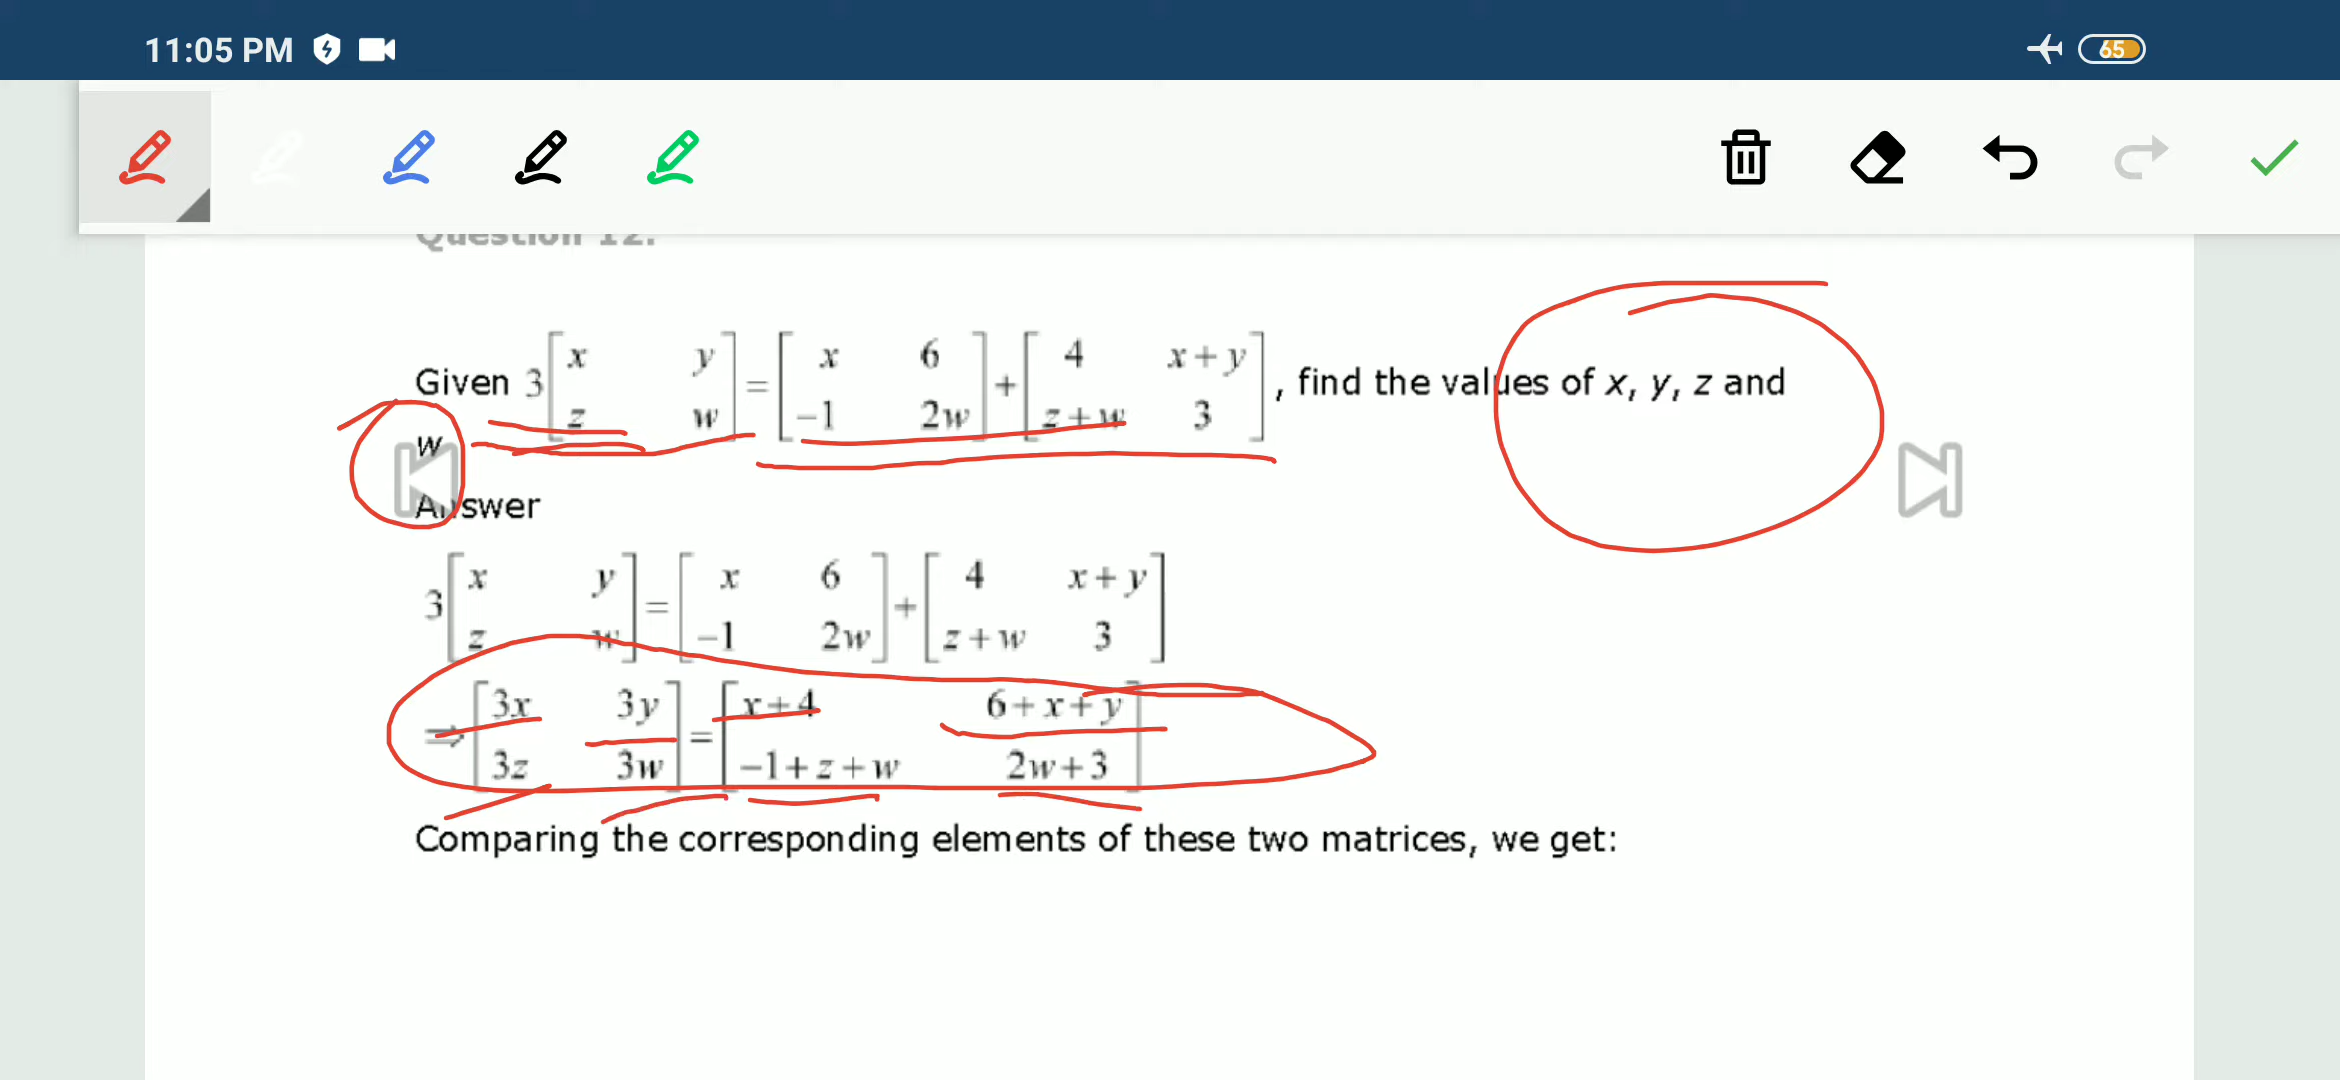 11:05 PM
65
Question 12:
Given 3 [ x y ; z w ] = [ x 6 ; −1 2w ] + [ 4 x+y ; z+w 3 ] , find the values of x, y, z and
w
Answer
3 [ x y ; z w ] = [ x 6 ; −1 2w ] + [ 4 x+y ; z+w 3 ]
⇒ [ 3x 3y ; 3z 3w ] = [ x+4 6+x+y ; −1+z+w 2w+3 ]
Comparing the corresponding elements of these two matrices, we get: